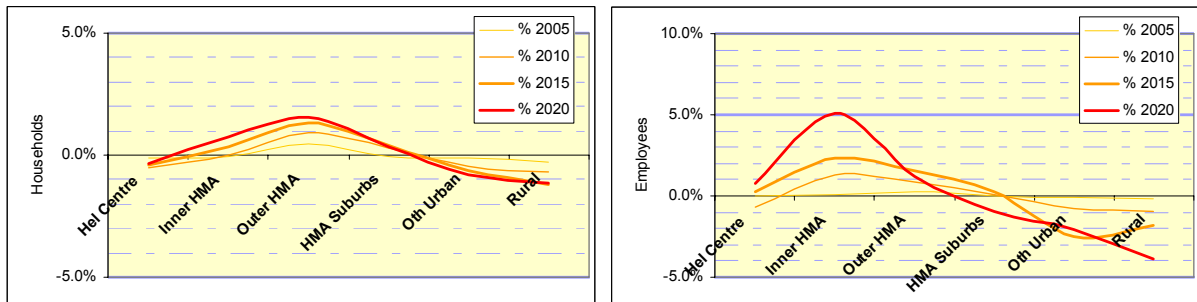 5.0%
0.0%
-5.0%
Households
Hel Centre
Inner HMA
Outer HMA
HMA Suburbs
Oth Urban
Rural
% 2005
% 2010
% 2015
% 2020
10.0%
5.0%
0.0%
-5.0%
Employees
Hel Centre
Inner HMA
Outer HMA
HMA Suburbs
Oth Urban
Rural
% 2005
% 2010
% 2015
% 2020